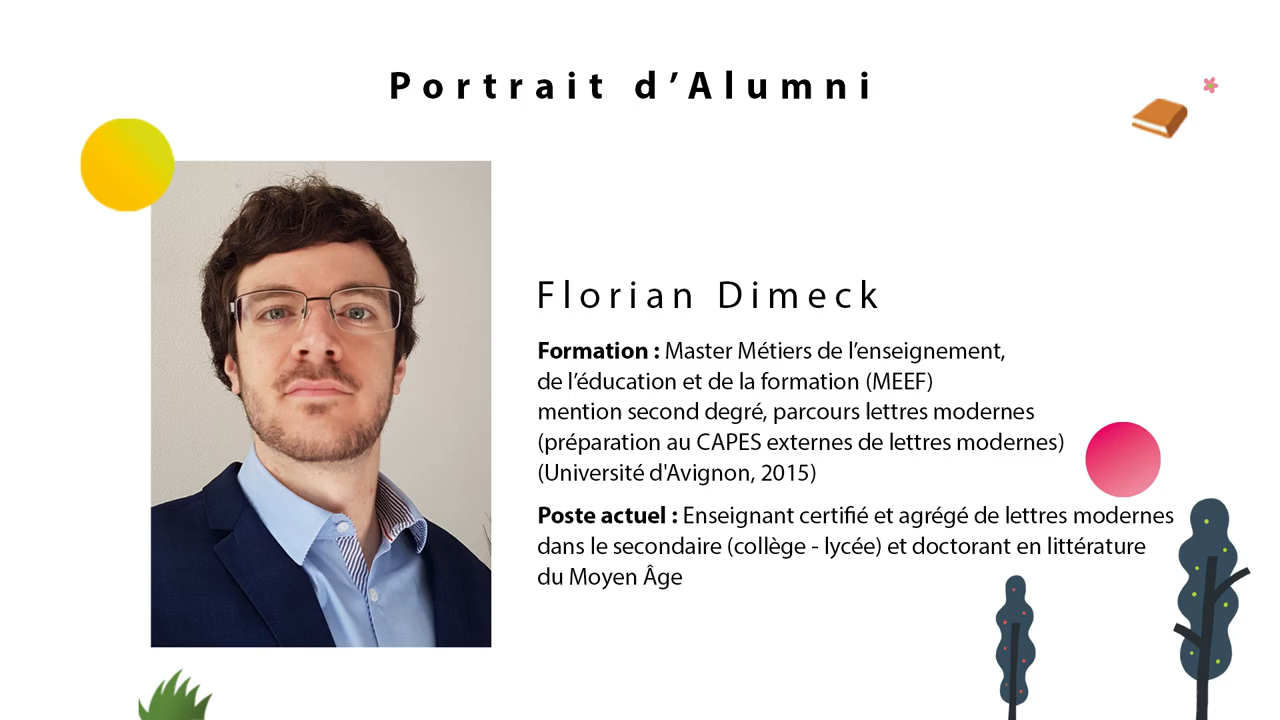 Portrait d’Alumni
Florian Dimeck
Formation : Master Métiers de l’enseignement,
de l’éducation et de la formation (MEEF)
mention second degré, parcours lettres modernes
(préparation au CAPES externes de lettres modernes)
(Université d'Avignon, 2015)
Poste actuel : Enseignant certifié et agrégé de lettres modernes
dans le secondaire (collège - lycée) et doctorant en littérature
du Moyen Âge